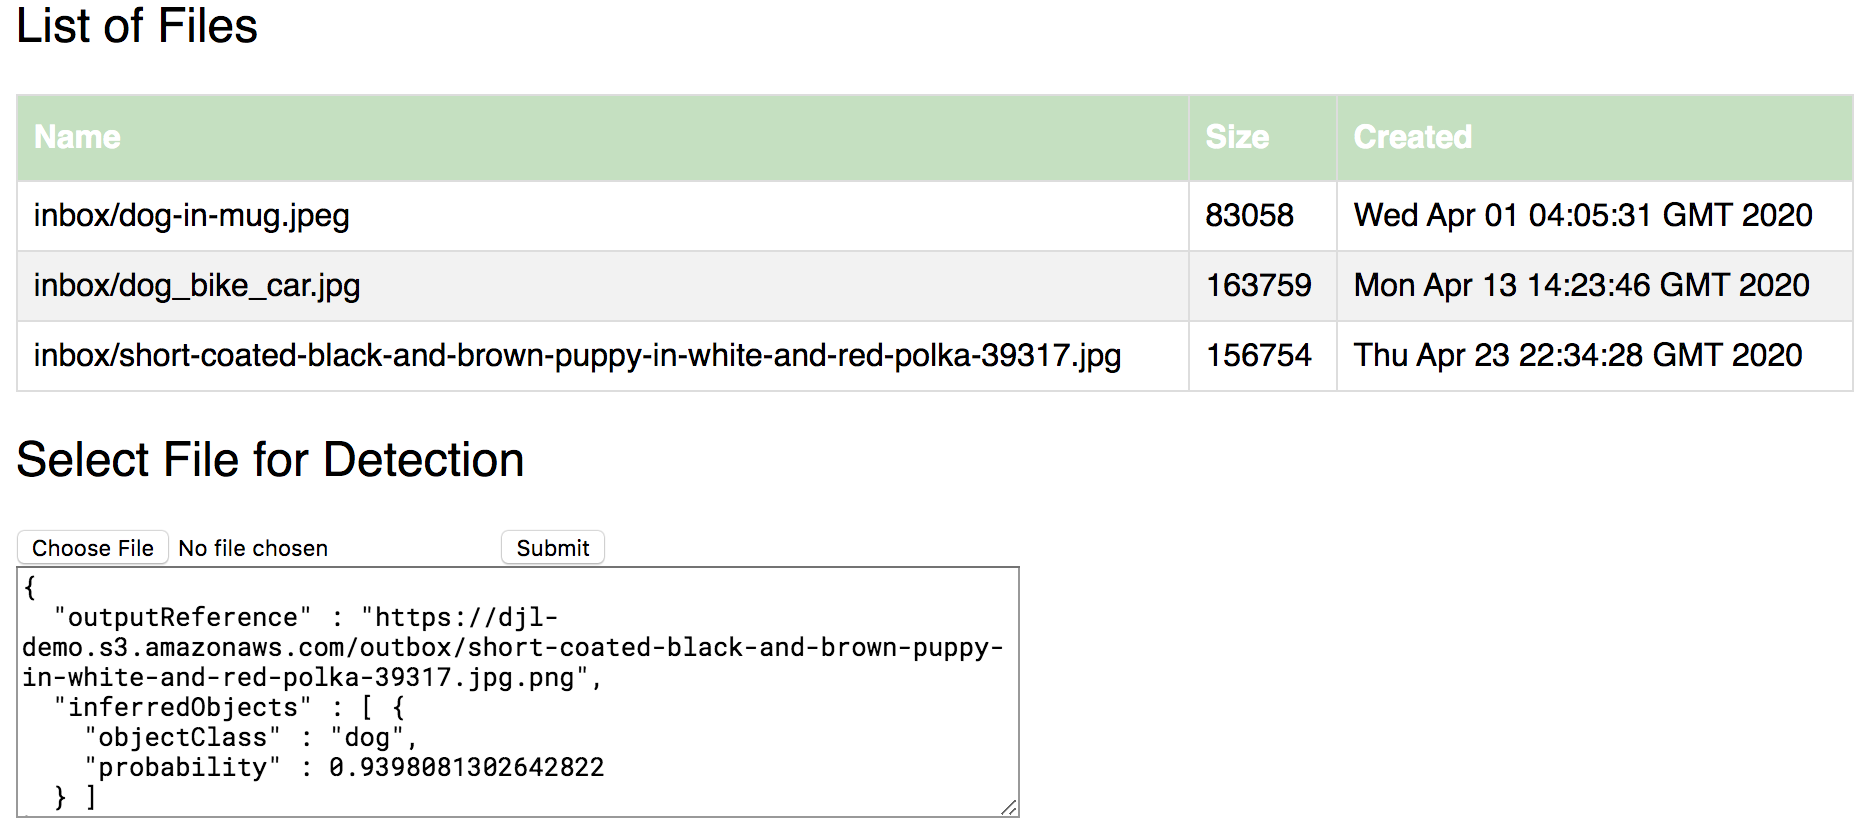 List of Files
Name Size Created
inbox/dog-in-mug.jpeg 83058 Wed Apr 01 04:05:31 GMT 2020
inbox/dog_bike_car.jpg 163759 Mon Apr 13 14:23:46 GMT 2020
inbox/short-coated-black-and-brown-puppy-in-white-and-red-polka-39317.jpg 156754 Thu Apr 23 22:34:28 GMT 2020
Select File for Detection
Choose File No file chosen Submit
{
"outputReference" : "https://djl-
demo.s3.amazonaws.com/outbox/short-coated-black-and-brown-puppy-
in-white-and-red-polka-39317.jpg.png",
"inferredObjects" : [ {
"objectClass" : "dog",
"probability" : 0.9398081302642822
} ]